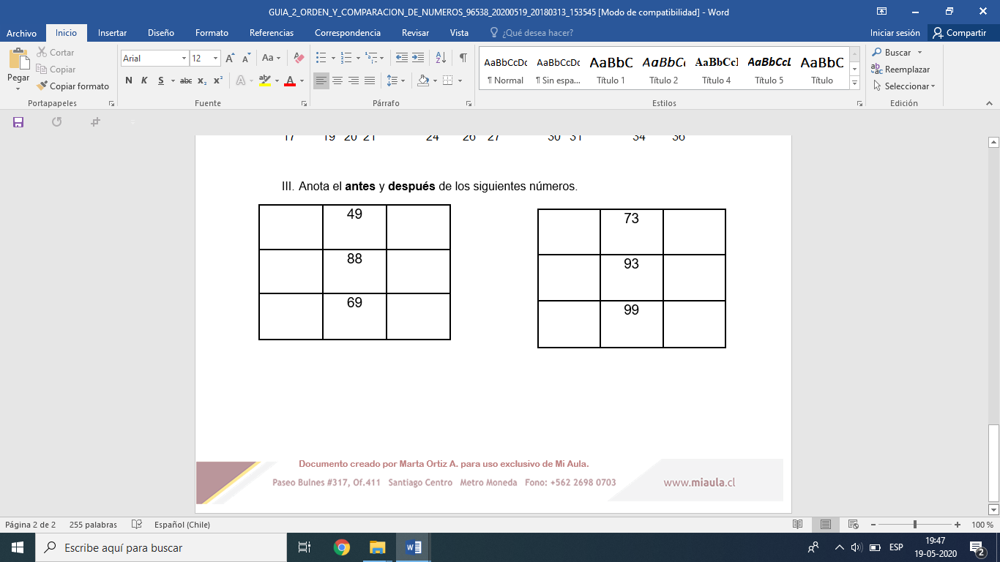 GUIA_2_ORDEN_Y_COMPARACION_DE_NUMEROS_96538_20200519_20180313_153545 [Modo de compatibilidad] - Word
Archivo Inicio Insertar Diseño Formato Referencias Correspondencia Revisar Vista ¿Qué desea hacer? Iniciar sesión Compartir
Pegar
Cortar
Copiar
Copiar formato
Portapapeles
Arial 12
N K S abc x₂ x²
Fuente
Párrafo
AaBbCcDc AaBbCcDc AaBbC AaBbCc AaBbCcl AaBbCcL AaBbC
¶ Normal ¶ Sin espa... Título 1 Título 2 Título 4 Título 5 Título
Estilos
Buscar
Reemplazar
Seleccionar
Edición
17 19 20 21 24 26 27 30 31 34 36
III. Anota el antes y después de los siguientes números.
49
88
69
73
93
99
Documento creado por Marta Ortiz A. para uso exclusivo de Mi Aula.
Paseo Bulnes #317, Of.411 Santiago Centro Metro Moneda Fono: +562 2698 0703
www.miaula.cl
Página 2 de 2 255 palabras Español (Chile) 100 %
Escribe aquí para buscar
ESP
19:47
19-05-2020
2